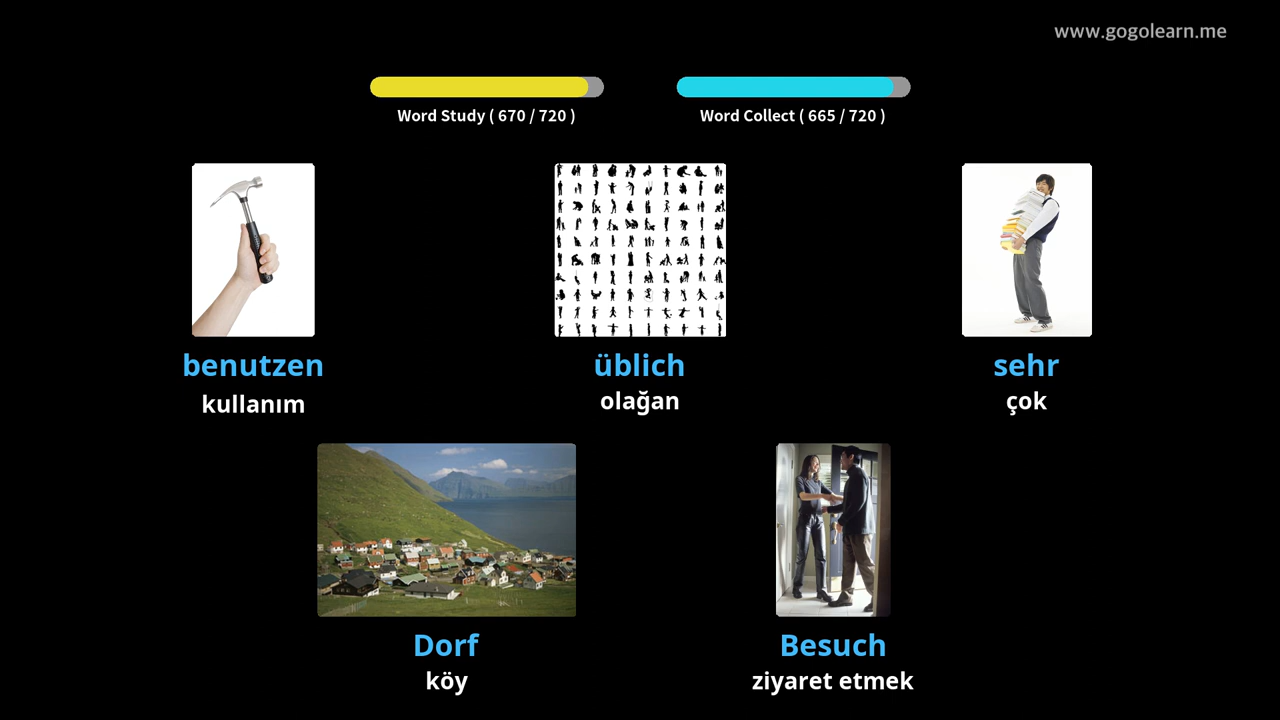 www.gogolearn.me
Word Study ( 670 / 720 )
Word Collect ( 665 / 720 )
benutzen
kullanım
üblich
olağan
sehr
çok
Dorf
köy
Besuch
ziyaret etmek